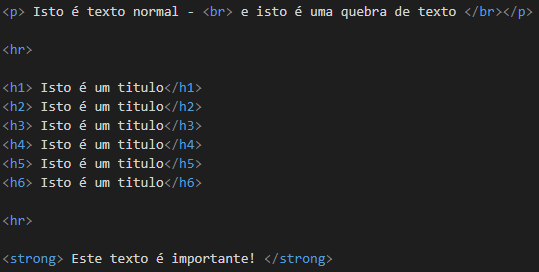 <p> Isto é texto normal - <br> e isto é uma quebra de texto </br></p>
<hr>
<h1> Isto é um titulo</h1>
<h2> Isto é um titulo</h2>
<h3> Isto é um titulo</h3>
<h4> Isto é um titulo</h4>
<h5> Isto é um titulo</h5>
<h6> Isto é um titulo</h6>
<hr>
<strong> Este texto é importante! </strong>